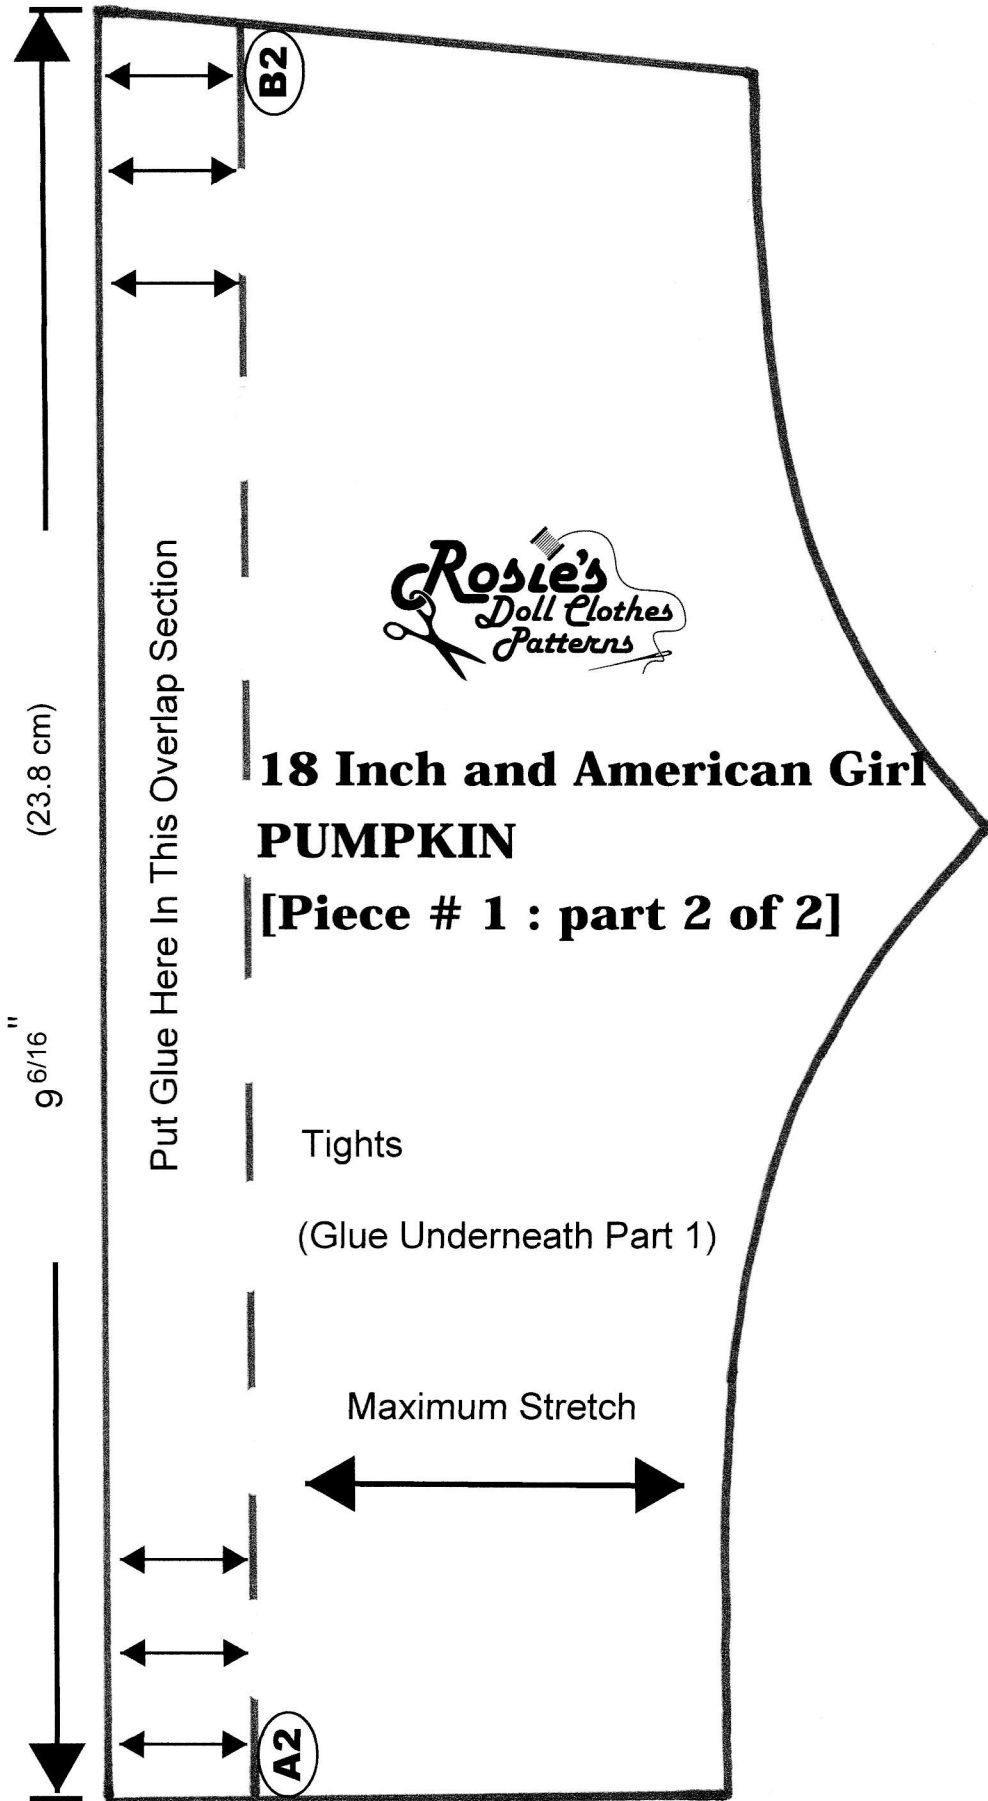 B2
Rosie's
Doll Clothes
Patterns
(23.8 cm)
9 6/16 "
Put Glue Here In This Overlap Section
18 Inch and American Girl
PUMPKIN
[Piece # 1 : part 2 of 2]
Tights
(Glue Underneath Part 1)
Maximum Stretch
A2